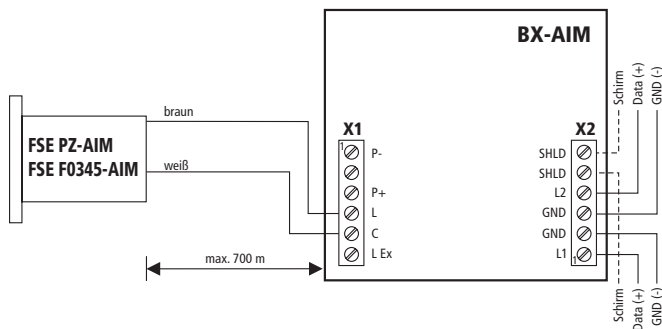 BX-AIM
Schirm
Data (+)
GND (-)
braun
X1
X2
FSE PZ-AIM
FSE F0345-AIM
1
P-
SHLD
weiß
SHLD
P+
L2
L
GND
C
GND
max. 700 m
L Ex
L1
1
Schirm
Data (+)
GND (-)